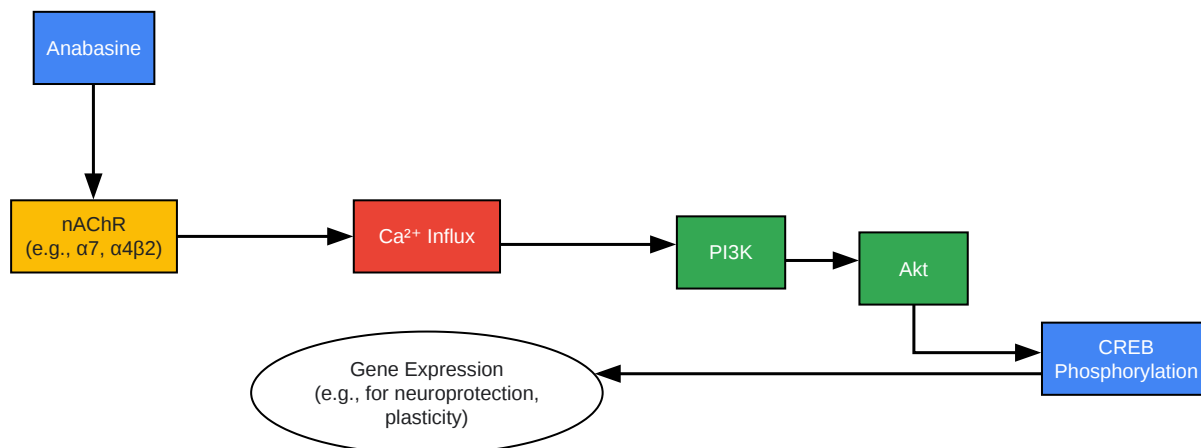 Anabasine
nAChR
(e.g., α7, α4β2)
Ca²⁺ Influx
PI3K
Akt
CREB
Phosphorylation
Gene Expression
(e.g., for neuroprotection,
plasticity)